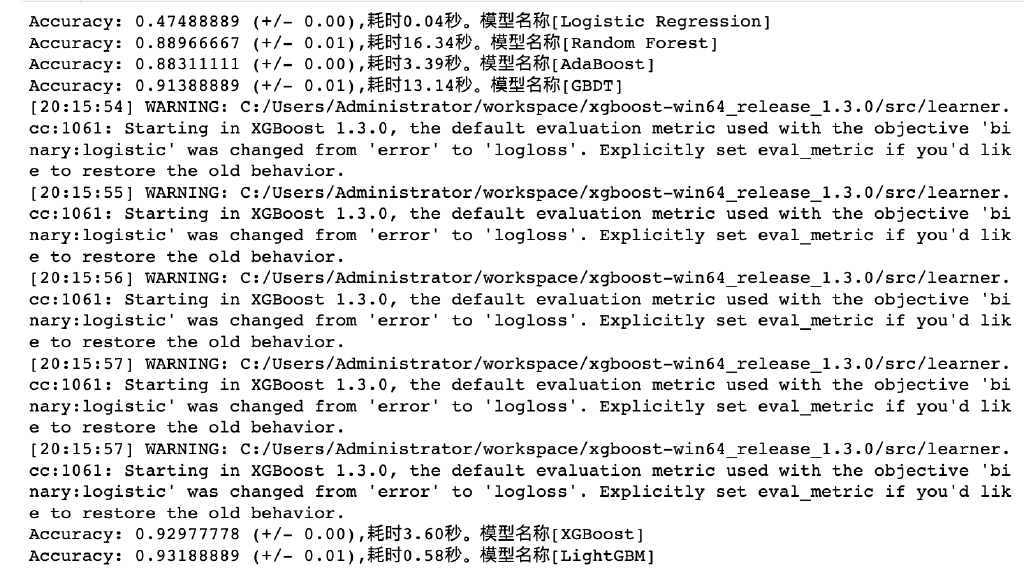 Accuracy: 0.47488889 (+/- 0.00),耗时0.04秒。模型名称[Logistic Regression]
Accuracy: 0.88966667 (+/- 0.01),耗时16.34秒。模型名称[Random Forest]
Accuracy: 0.88311111 (+/- 0.00),耗时3.39秒。模型名称[AdaBoost]
Accuracy: 0.91388889 (+/- 0.01),耗时13.14秒。模型名称[GBDT]
[20:15:54] WARNING: C:/Users/Administrator/workspace/xgboost-win64_release_1.3.0/src/learner.
cc:1061: Starting in XGBoost 1.3.0, the default evaluation metric used with the objective 'bi
nary:logistic' was changed from 'error' to 'logloss'. Explicitly set eval_metric if you'd lik
e to restore the old behavior.
[20:15:55] WARNING: C:/Users/Administrator/workspace/xgboost-win64_release_1.3.0/src/learner.
cc:1061: Starting in XGBoost 1.3.0, the default evaluation metric used with the objective 'bi
nary:logistic' was changed from 'error' to 'logloss'. Explicitly set eval_metric if you'd lik
e to restore the old behavior.
[20:15:56] WARNING: C:/Users/Administrator/workspace/xgboost-win64_release_1.3.0/src/learner.
cc:1061: Starting in XGBoost 1.3.0, the default evaluation metric used with the objective 'bi
nary:logistic' was changed from 'error' to 'logloss'. Explicitly set eval_metric if you'd lik
e to restore the old behavior.
[20:15:57] WARNING: C:/Users/Administrator/workspace/xgboost-win64_release_1.3.0/src/learner.
cc:1061: Starting in XGBoost 1.3.0, the default evaluation metric used with the objective 'bi
nary:logistic' was changed from 'error' to 'logloss'. Explicitly set eval_metric if you'd lik
e to restore the old behavior.
[20:15:57] WARNING: C:/Users/Administrator/workspace/xgboost-win64_release_1.3.0/src/learner.
cc:1061: Starting in XGBoost 1.3.0, the default evaluation metric used with the objective 'bi
nary:logistic' was changed from 'error' to 'logloss'. Explicitly set eval_metric if you'd lik
e to restore the old behavior.
Accuracy: 0.92977778 (+/- 0.00),耗时3.60秒。模型名称[XGBoost]
Accuracy: 0.93188889 (+/- 0.01),耗时0.58秒。模型名称[LightGBM]